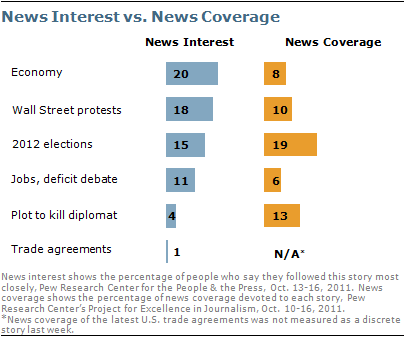 News Interest vs. News Coverage
News Interest News Coverage
Economy 20 8
Wall Street protests 18 10
2012 elections 15 19
Jobs, deficit debate 11 6
Plot to kill diplomat 4 13
Trade agreements 1 N/A*
News interest shows the percentage of people who say they followed this story most
closely, Pew Research Center for the People & the Press, Oct. 13-16, 2011. News
coverage shows the percentage of news coverage devoted to each story, Pew
Research Center's Project for Excellence in Journalism, Oct. 10-16, 2011.
*News coverage of the latest U.S. trade agreements was not measured as a discrete
story last week.